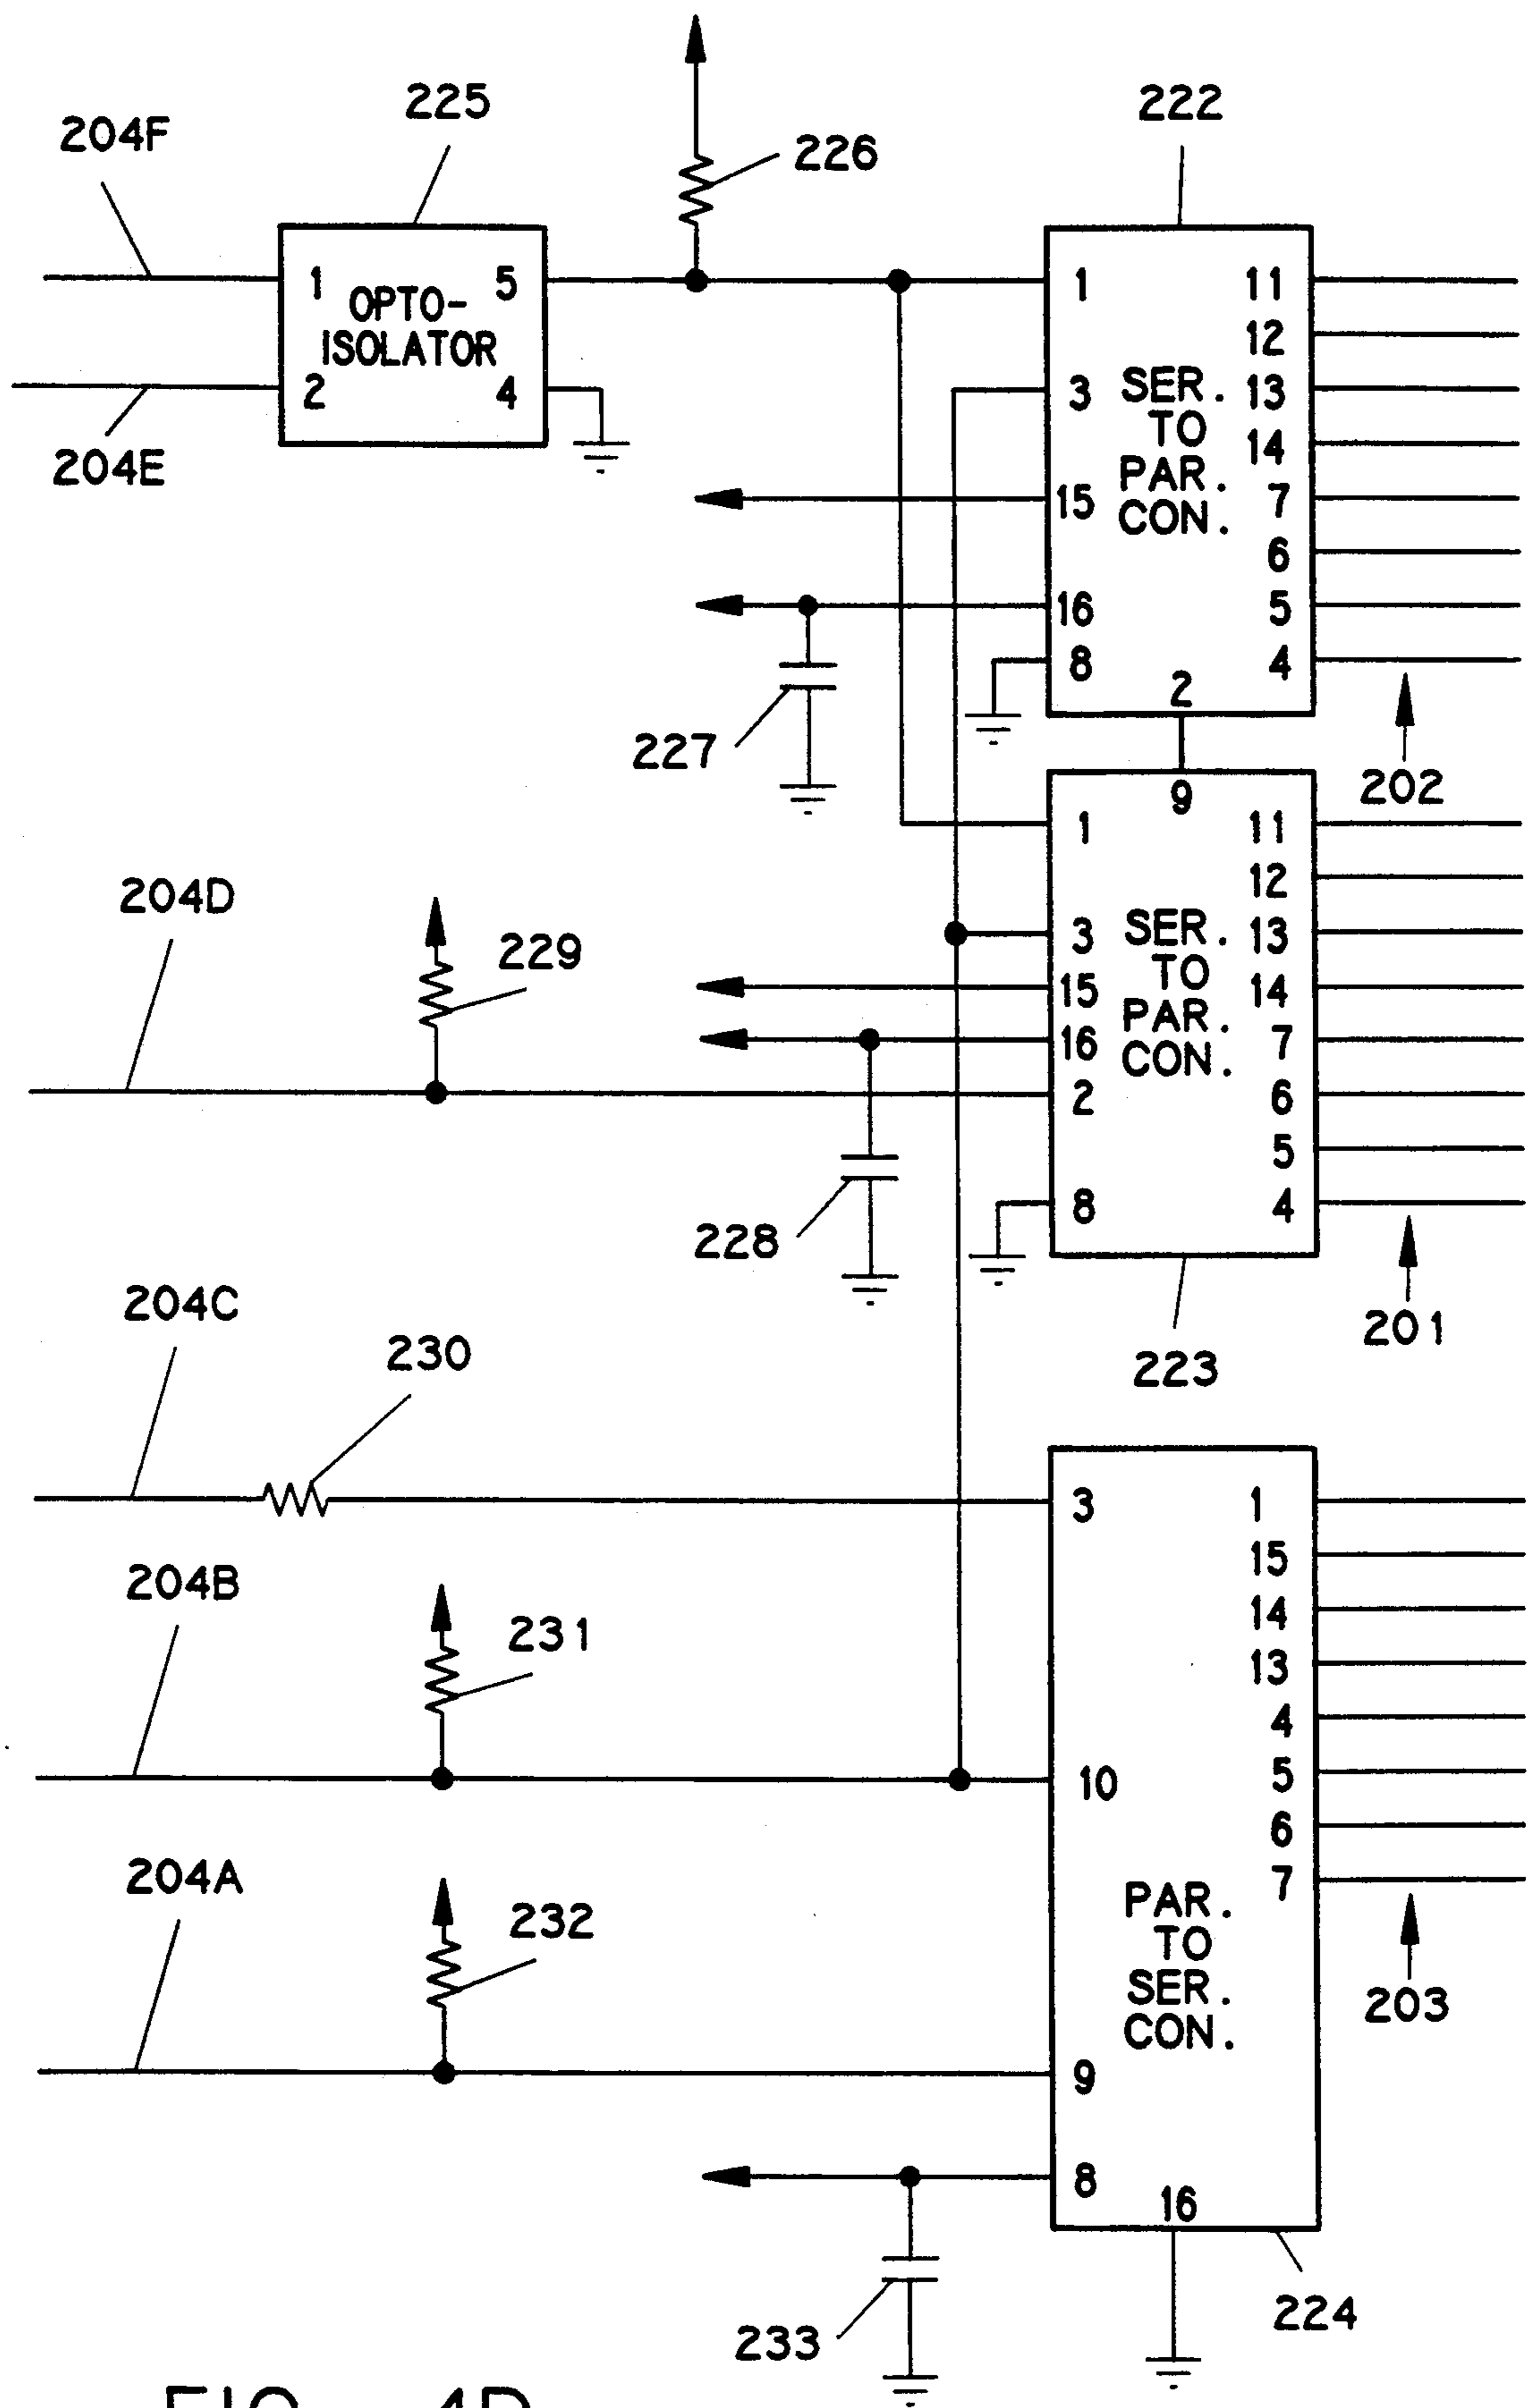 225
222
204F
226
1 5 1 11
OPTO-
ISOLATOR
12
2 4 3 SER. 13
TO
14
204E
PAR.
15 7
CON.
6
16 5
8 4
2
227
202
9
1 11
12
204D
229
3 SER. 13
TO
15 14
PAR.
16 7
CON.
2 6
5
8 4
228
204C
201
230
223
3 1
15
204B
14
231
13
4
10 5
6
204A
7
232
PAR.
TO
SER.
203
CON.
9
8
16
224
233
FIG. 4D